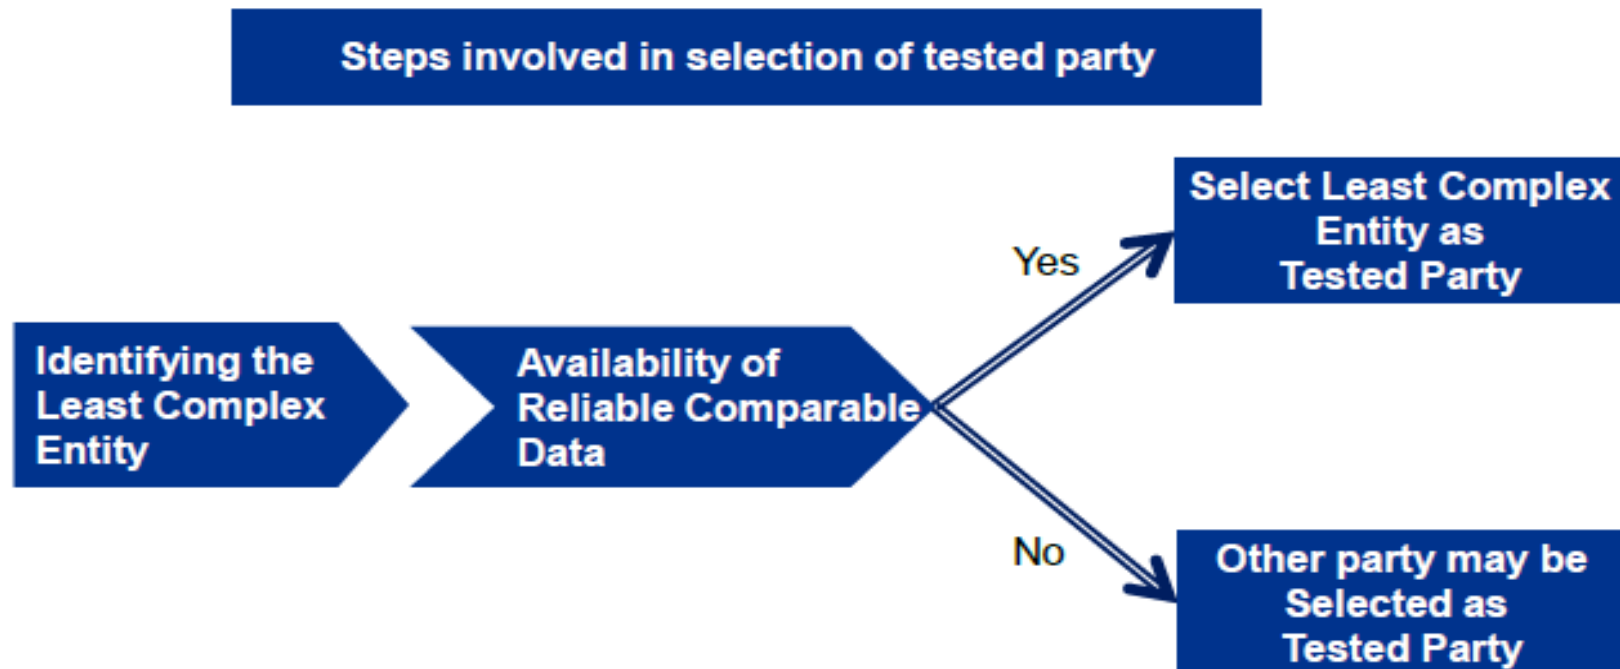 Steps involved in selection of tested party
Identifying the
Least Complex
Entity
Availability of
Reliable Comparable
Data
Yes
Select Least Complex
Entity as
Tested Party
No
Other party may be
Selected as
Tested Party